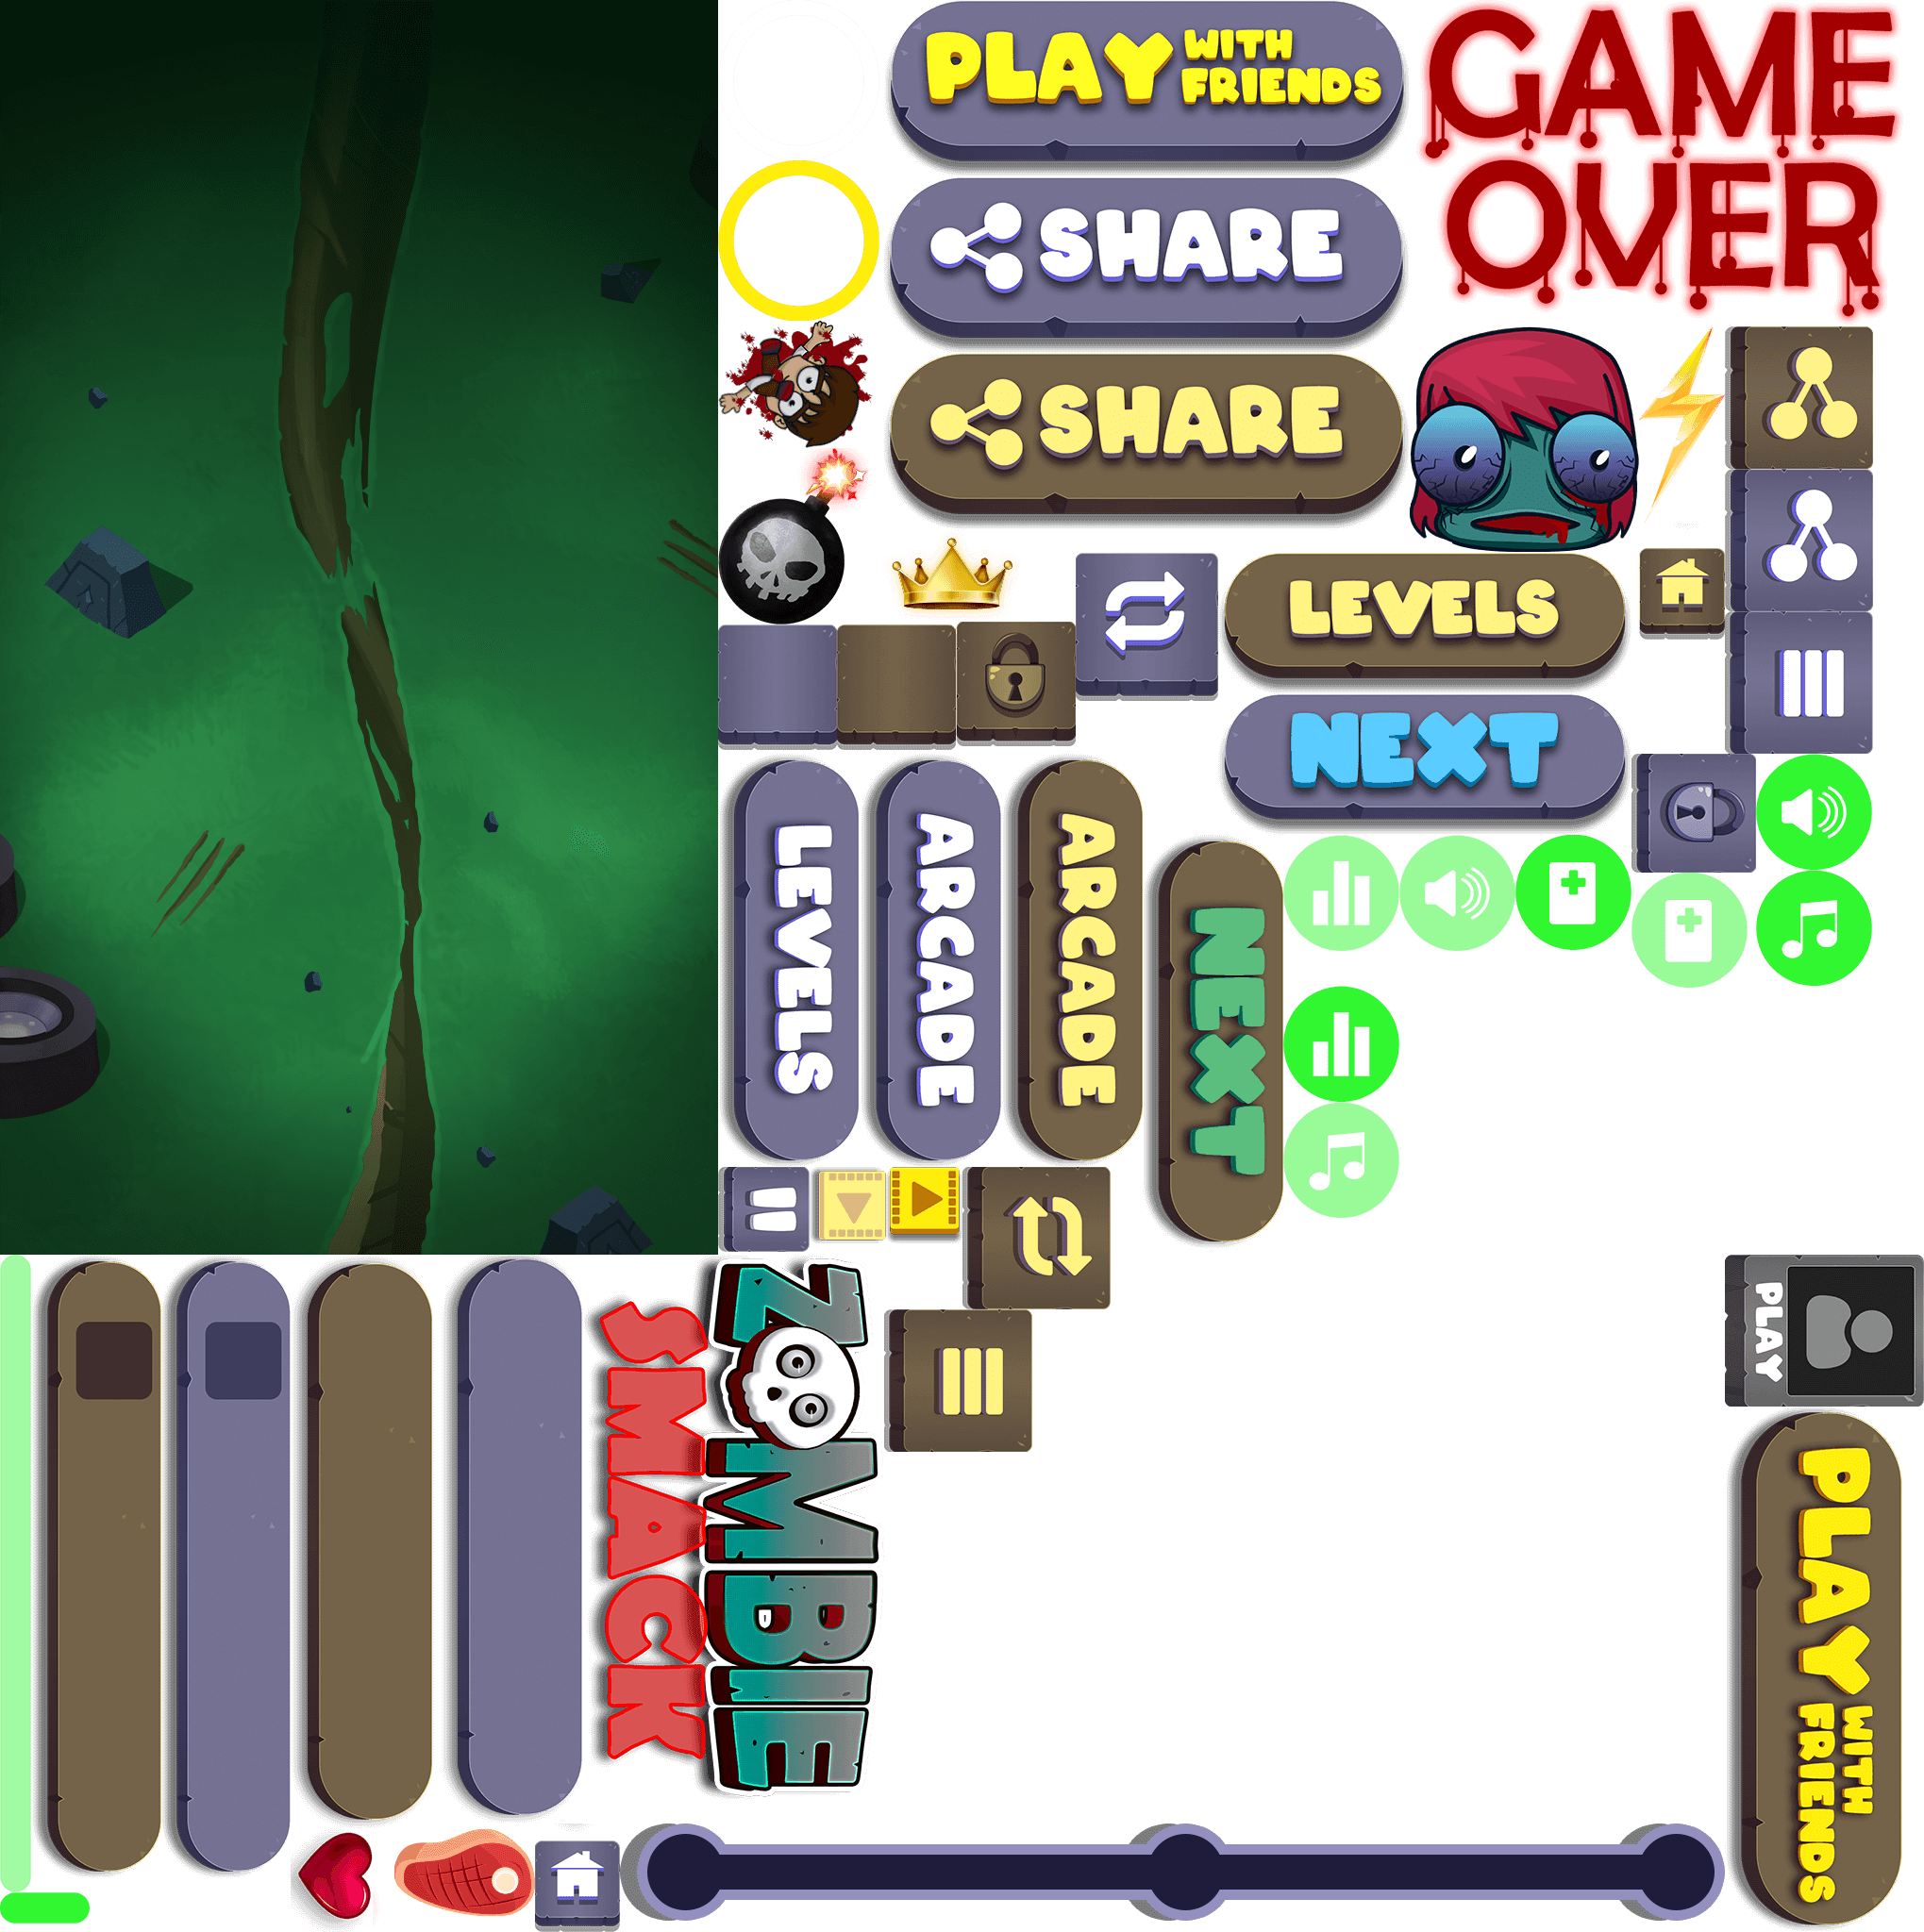 PLAY WITH
FRIENDS
GAME
OVER
SHARE
SHARE
LEVELS
NEXT
LEVELS
ARCADE
ARCADE
NEXT
ZOMBIE
SMACK
PLAY
PLAY WITH
FRIENDS